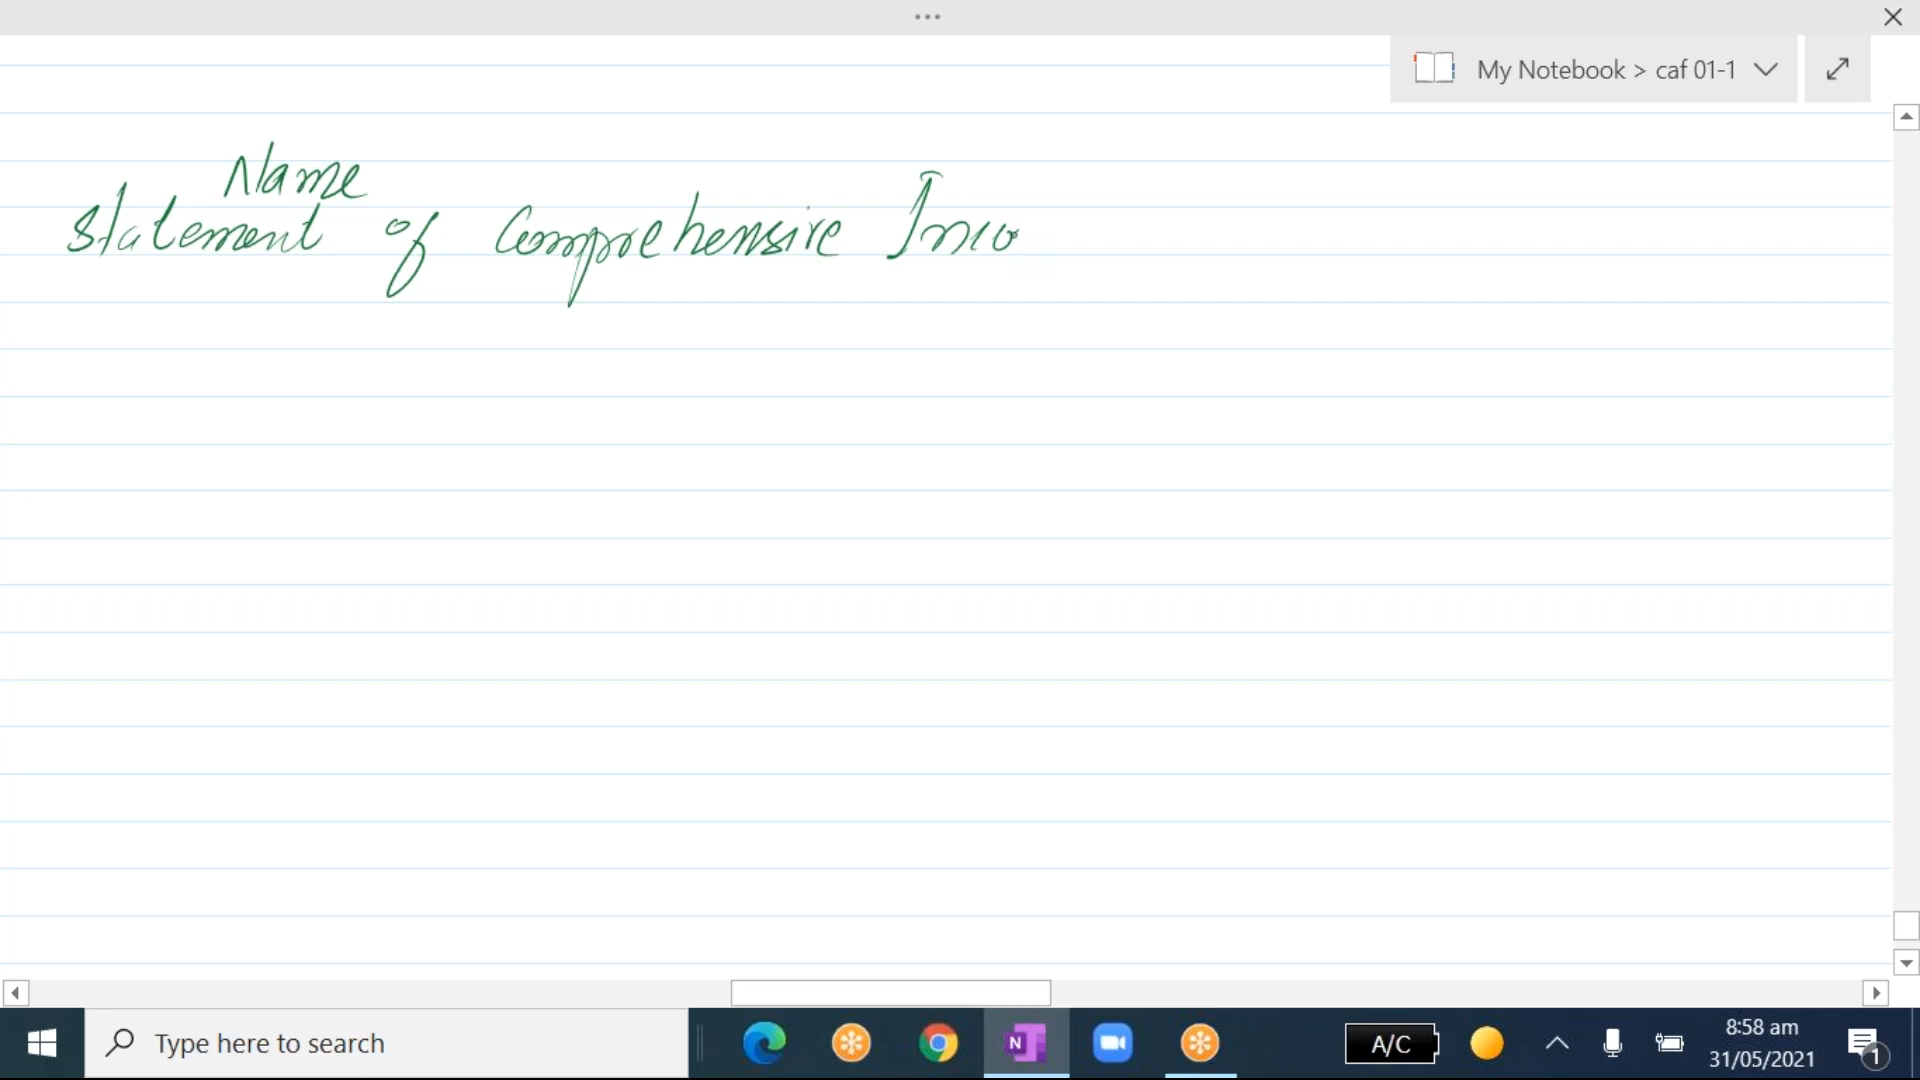 My Notebook > caf 01-1
Name
Statement of Comprehensive Inco
Type here to search
N
A/C
8:58 am
31/05/2021
1